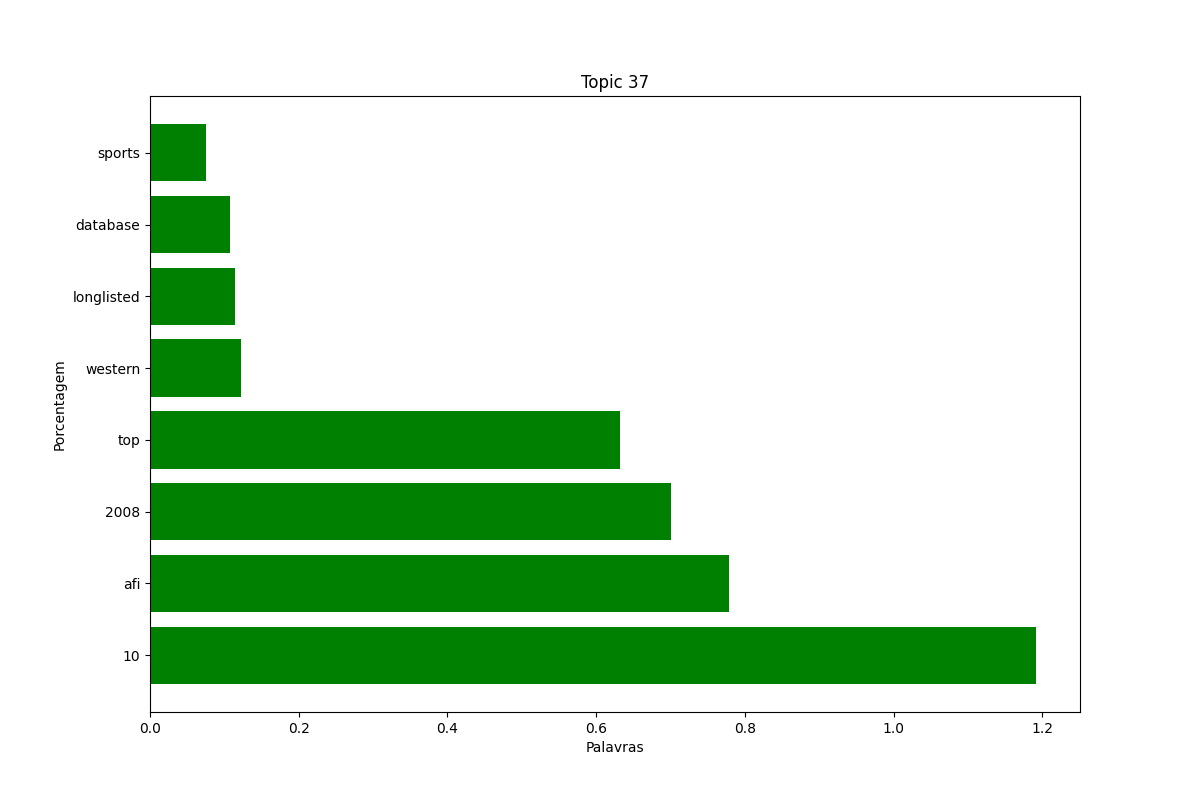 Topic 37
sports
database
longlisted
western
top
2008
afi
10
Porcentagem
0.0 0.2 0.4 0.6 0.8 1.0 1.2
Palavras